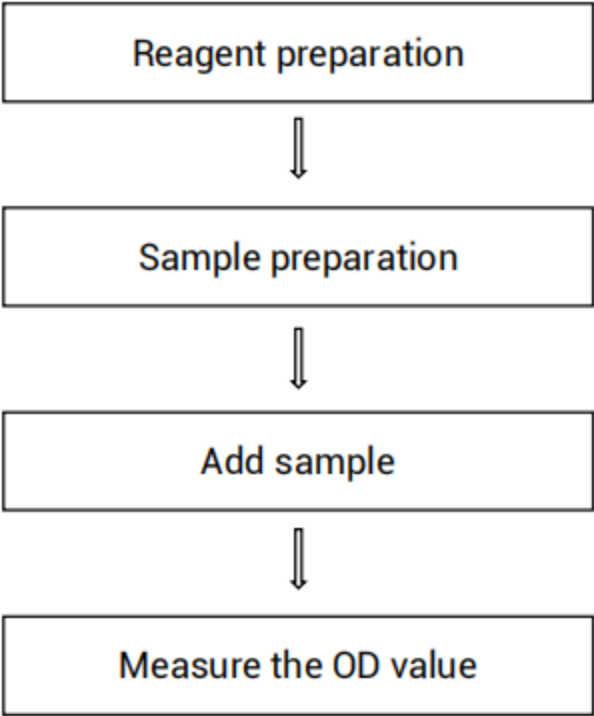 Reagent preparation
Sample preparation
Add sample
Measure the OD value